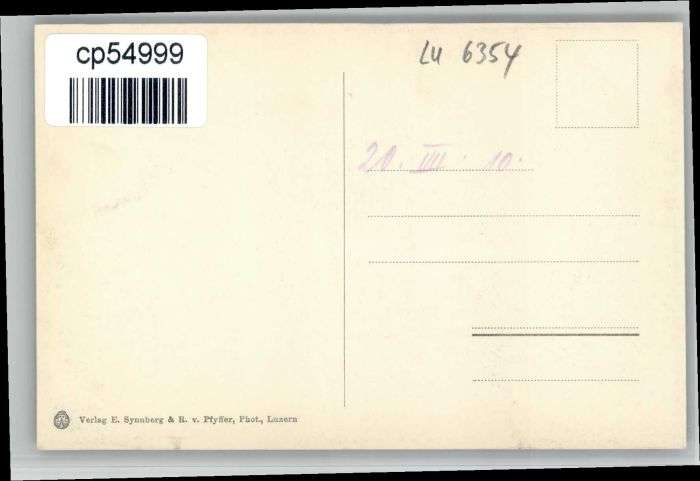 cp54999
LU 6354
20. III. 10.
Verlag E. Synnberg & R. v. Pfyffer, Phot., Luzern